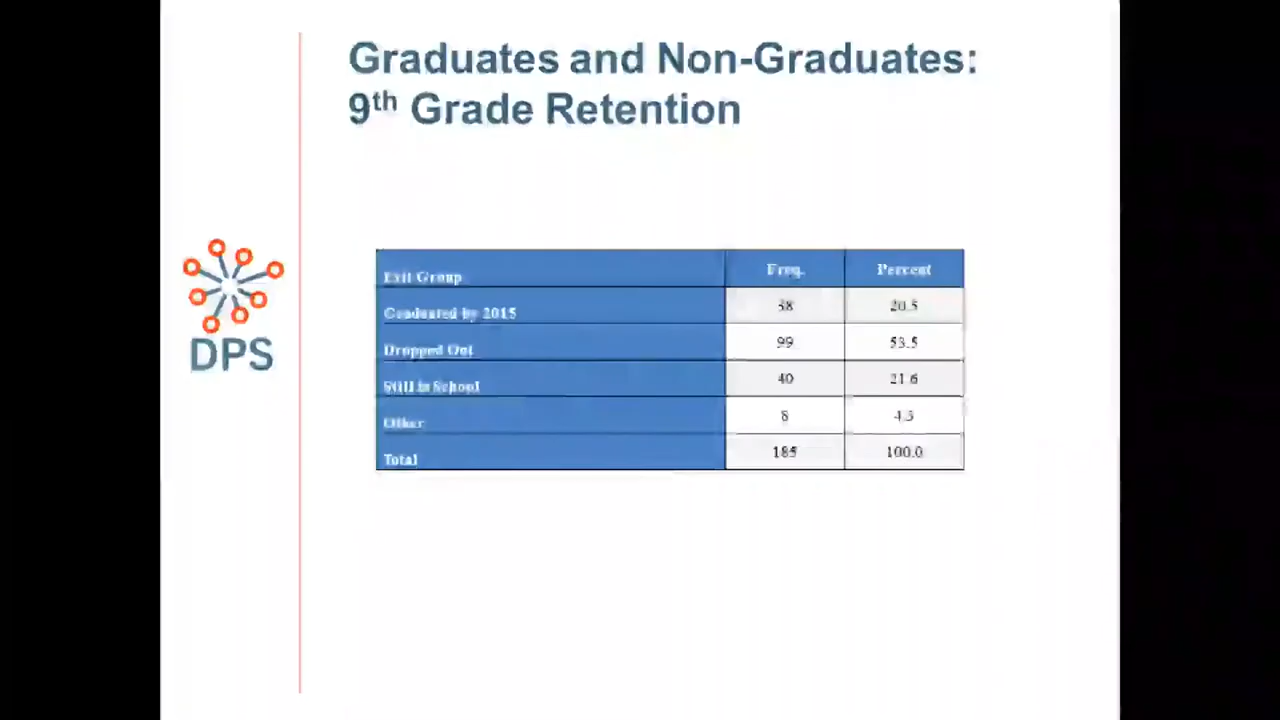 Graduates and Non-Graduates:
9th Grade Retention
DPS
Exit Group Freq. Percent
Graduated by 2015 38 20.5
Dropped Out 99 53.5
Still in School 40 21.6
Other 8 4.3
Total 185 100.0